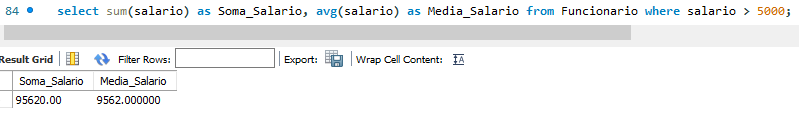 84 select sum(salario) as Soma_Salario, avg(salario) as Media_Salario from Funcionario where salario > 5000;
Result Grid Filter Rows: Export: Wrap Cell Content: IA
Soma_Salario Media_Salario
95620.00 9562.000000